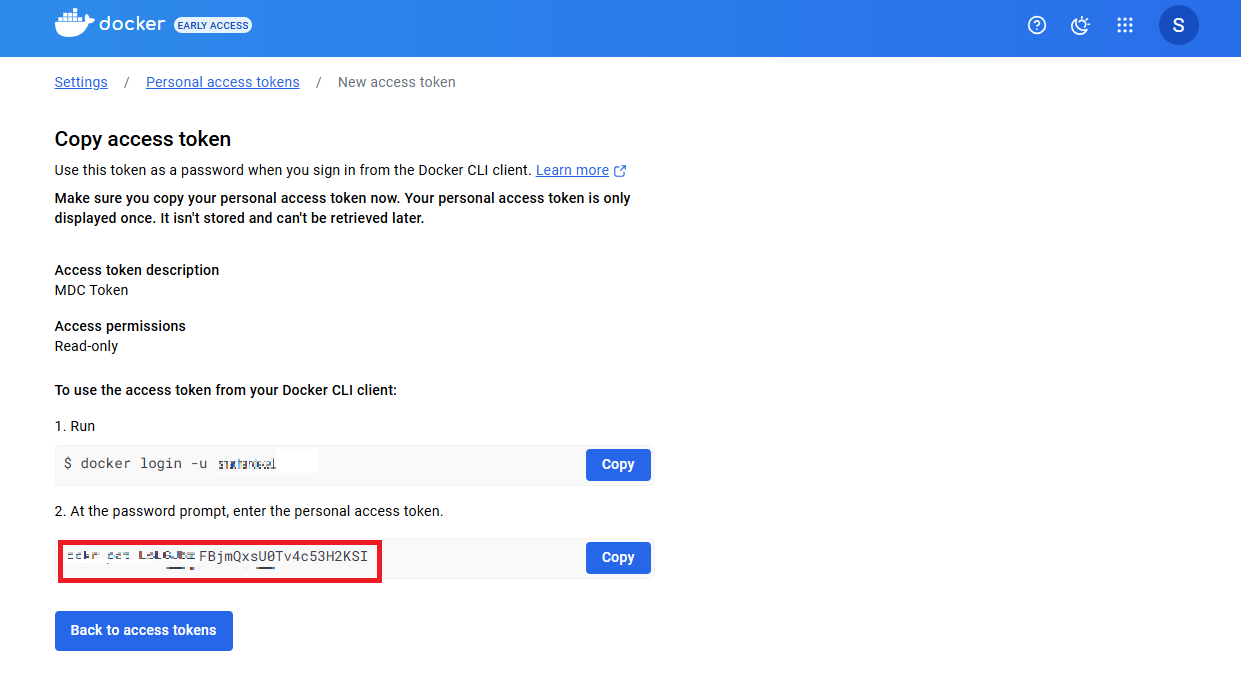 docker EARLY ACCESS S
Settings / Personal access tokens / New access token
Copy access token
Use this token as a password when you sign in from the Docker CLI client. Learn more
Make sure you copy your personal access token now. Your personal access token is only
displayed once. It isn't stored and can't be retrieved later.
Access token description
MDC Token
Access permissions
Read-only
To use the access token from your Docker CLI client:
1. Run
$ docker login -u
Copy
2. At the password prompt, enter the personal access token.
FBjmQxsU0Tv4c53H2KSI
Copy
Back to access tokens